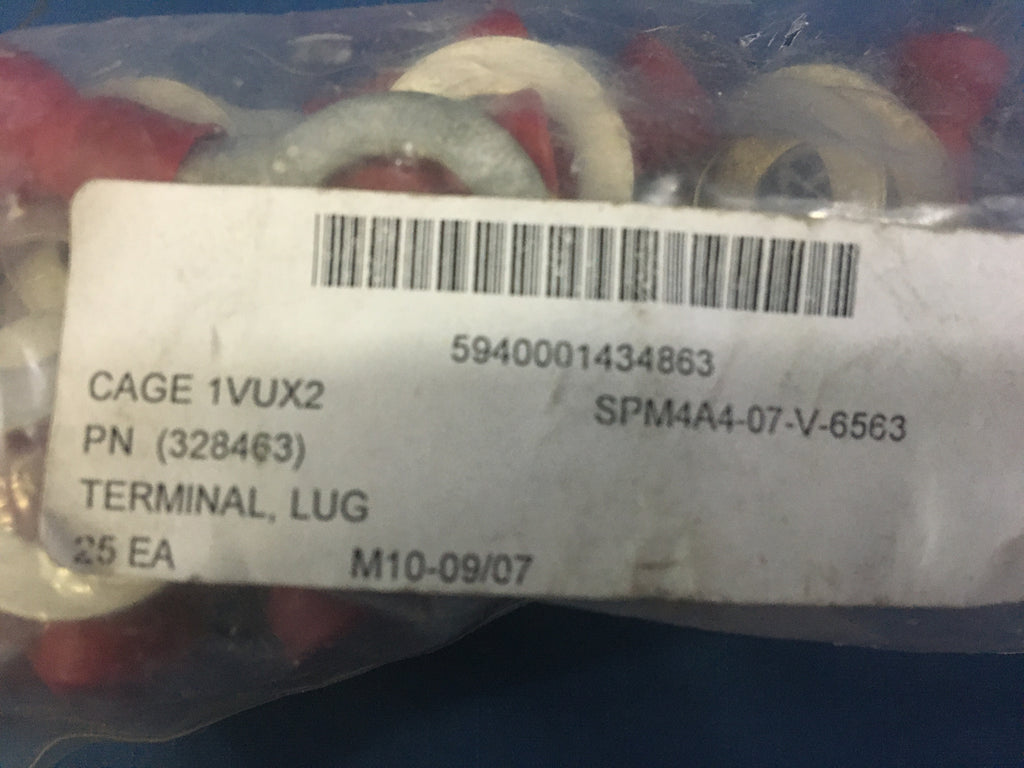 5940001434863
CAGE 1VUX2
SPM4A4-07-V-6563
PN (328463)
TERMINAL, LUG
25 EA
M10-09/07